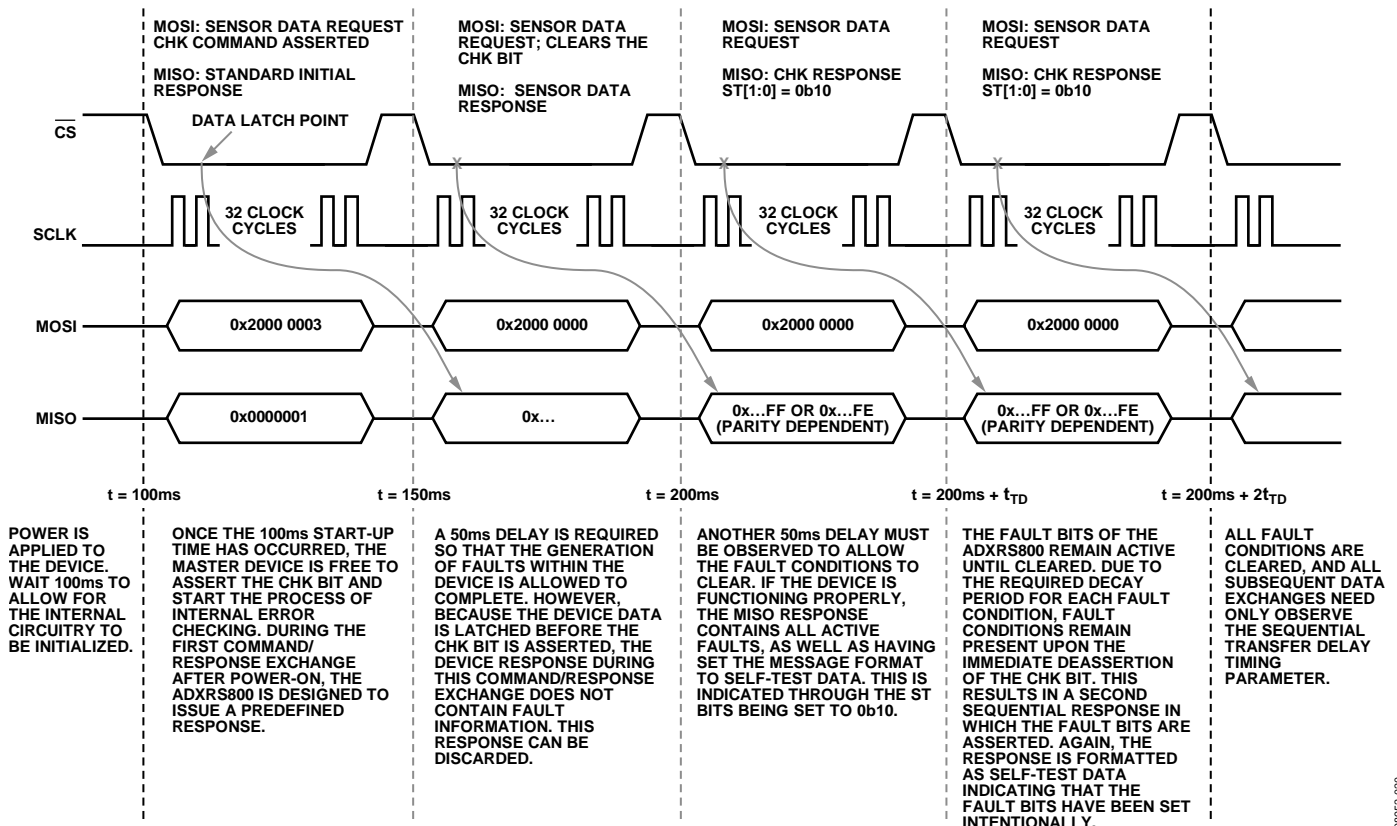 MOSI: SENSOR DATA REQUEST
CHK COMMAND ASSERTED
MISO: STANDARD INITIAL
RESPONSE
MOSI: SENSOR DATA
REQUEST; CLEARS THE
CHK BIT
MISO: SENSOR DATA
RESPONSE
MOSI: SENSOR DATA
REQUEST
MISO: CHK RESPONSE
ST[1:0] = 0b10
MOSI: SENSOR DATA
REQUEST
MISO: CHK RESPONSE
ST[1:0] = 0b10
DATA LATCH POINT
CS
X X X
SCLK
32 CLOCK
CYCLES
32 CLOCK
CYCLES
32 CLOCK
CYCLES
32 CLOCK
CYCLES
MOSI
0x2000 0003
0x2000 0000
0x2000 0000
0x2000 0000
MISO
0x0000001
0x…
0x…FF OR 0x…FE
(PARITY DEPENDENT)
0x…FF OR 0x…FE
(PARITY DEPENDENT)
t = 100ms
t = 150ms
t = 200ms
t = 200ms + tTD
t = 200ms + 2tTD
POWER IS
APPLIED TO
THE DEVICE.
WAIT 100ms TO
ALLOW FOR
THE INTERNAL
CIRCUITRY TO
BE INITIALIZED.
ONCE THE 100ms START-UP
TIME HAS OCCURRED, THE
MASTER DEVICE IS FREE TO
ASSERT THE CHK BIT AND
START THE PROCESS OF
INTERNAL ERROR
CHECKING. DURING THE
FIRST COMMAND/
RESPONSE EXCHANGE
AFTER POWER-ON, THE
ADXRS800 IS DESIGNED TO
ISSUE A PREDEFINED
RESPONSE.
A 50ms DELAY IS REQUIRED
SO THAT THE GENERATION
OF FAULTS WITHIN THE
DEVICE IS ALLOWED TO
COMPLETE. HOWEVER,
BECAUSE THE DEVICE DATA
IS LATCHED BEFORE THE
CHK BIT IS ASSERTED, THE
DEVICE RESPONSE DURING
THIS COMMAND/RESPONSE
EXCHANGE DOES NOT
CONTAIN FAULT
INFORMATION. THIS
RESPONSE CAN BE
DISCARDED.
ANOTHER 50ms DELAY MUST
BE OBSERVED TO ALLOW
THE FAULT CONDITIONS TO
CLEAR. IF THE DEVICE IS
FUNCTIONING PROPERLY,
THE MISO RESPONSE
CONTAINS ALL ACTIVE
FAULTS, AS WELL AS HAVING
SET THE MESSAGE FORMAT
TO SELF-TEST DATA. THIS IS
INDICATED THROUGH THE ST
BITS BEING SET TO 0b10.
THE FAULT BITS OF THE
ADXRS800 REMAIN ACTIVE
UNTIL CLEARED. DUE TO
THE REQUIRED DECAY
PERIOD FOR EACH FAULT
CONDITION, FAULT
CONDITIONS REMAIN
PRESENT UPON THE
IMMEDIATE DEASSERTION
OF THE CHK BIT. THIS
RESULTS IN A SECOND
SEQUENTIAL RESPONSE IN
WHICH THE FAULT BITS ARE
ASSERTED. AGAIN, THE
RESPONSE IS FORMATTED
AS SELF-TEST DATA
INDICATING THAT THE
FAULT BITS HAVE BEEN SET
INTENTIONALLY.
ALL FAULT
CONDITIONS ARE
CLEARED, AND ALL
SUBSEQUENT DATA
EXCHANGES NEED
ONLY OBSERVE
THE SEQUENTIAL
TRANSFER DELAY
TIMING
PARAMETER.